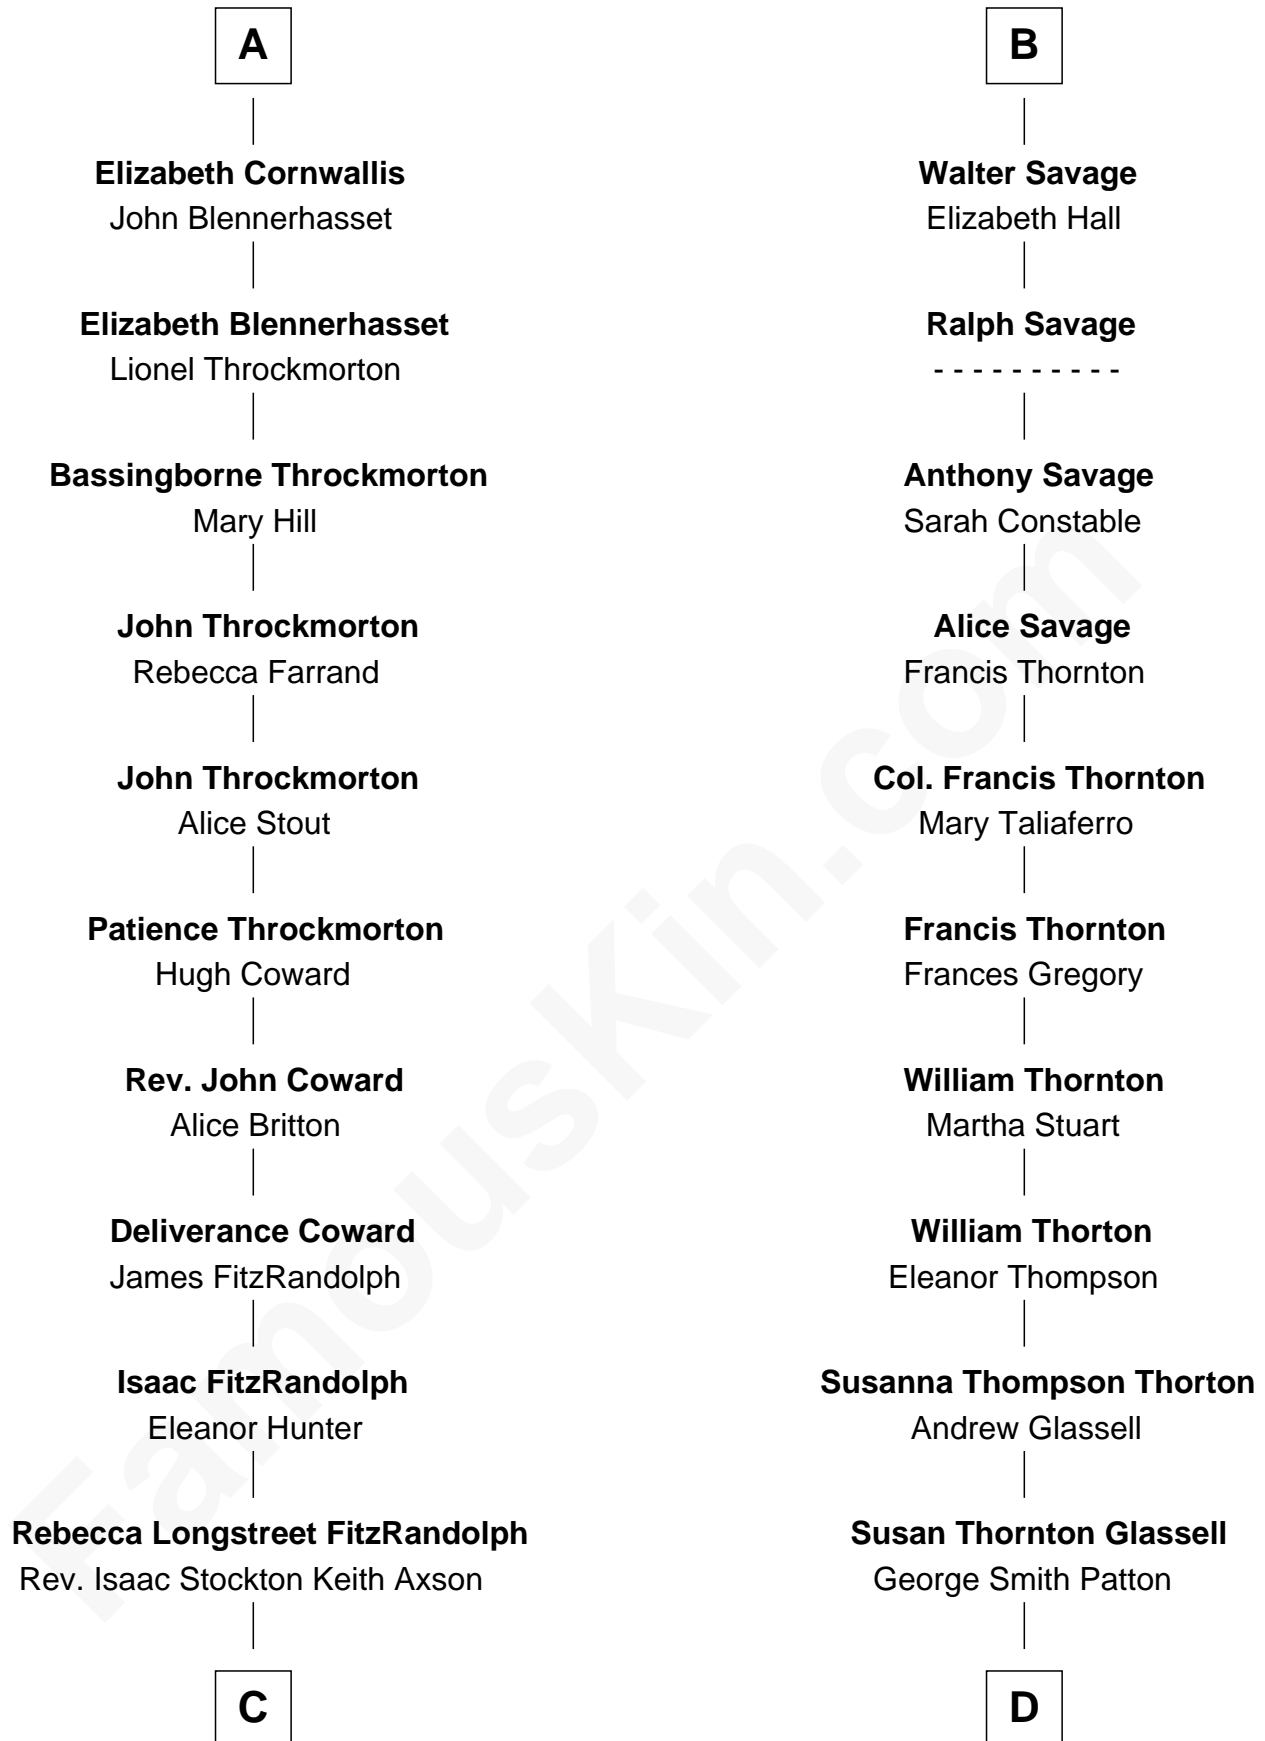 A
Elizabeth Cornwallis
John Blennerhasset
Elizabeth Blennerhasset
Lionel Throckmorton
Bassingborne Throckmorton
Mary Hill
John Throckmorton
Rebecca Farrand
John Throckmorton
Alice Stout
Patience Throckmorton
Hugh Coward
Rev. John Coward
Alice Britton
Deliverance Coward
James FitzRandolph
Isaac FitzRandolph
Eleanor Hunter
Rebecca Longstreet FitzRandolph
Rev. Isaac Stockton Keith Axson
C
B
Walter Savage
Elizabeth Hall
Ralph Savage
- - - - - - - - - -
Anthony Savage
Sarah Constable
Alice Savage
Francis Thornton
Col. Francis Thornton
Mary Taliaferro
Francis Thornton
Frances Gregory
William Thornton
Martha Stuart
William Thorton
Eleanor Thompson
Susanna Thompson Thorton
Andrew Glassell
Susan Thornton Glassell
George Smith Patton
D
FamousKin.com